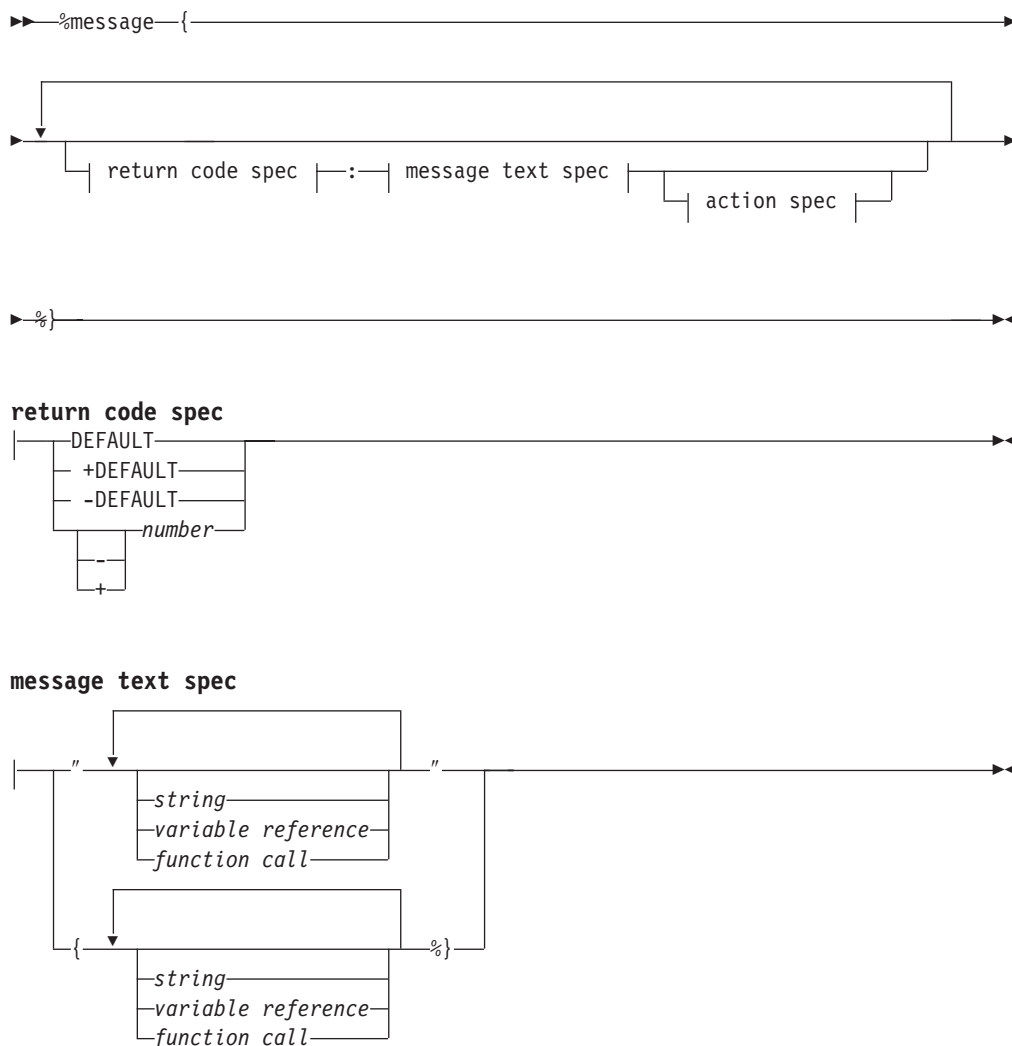 %message {
return code spec : message text spec
action spec
%}
return code spec
DEFAULT
+DEFAULT
-DEFAULT
number
-
+
message text spec
" "
string
variable reference
function call
{ %}
string
variable reference
function call